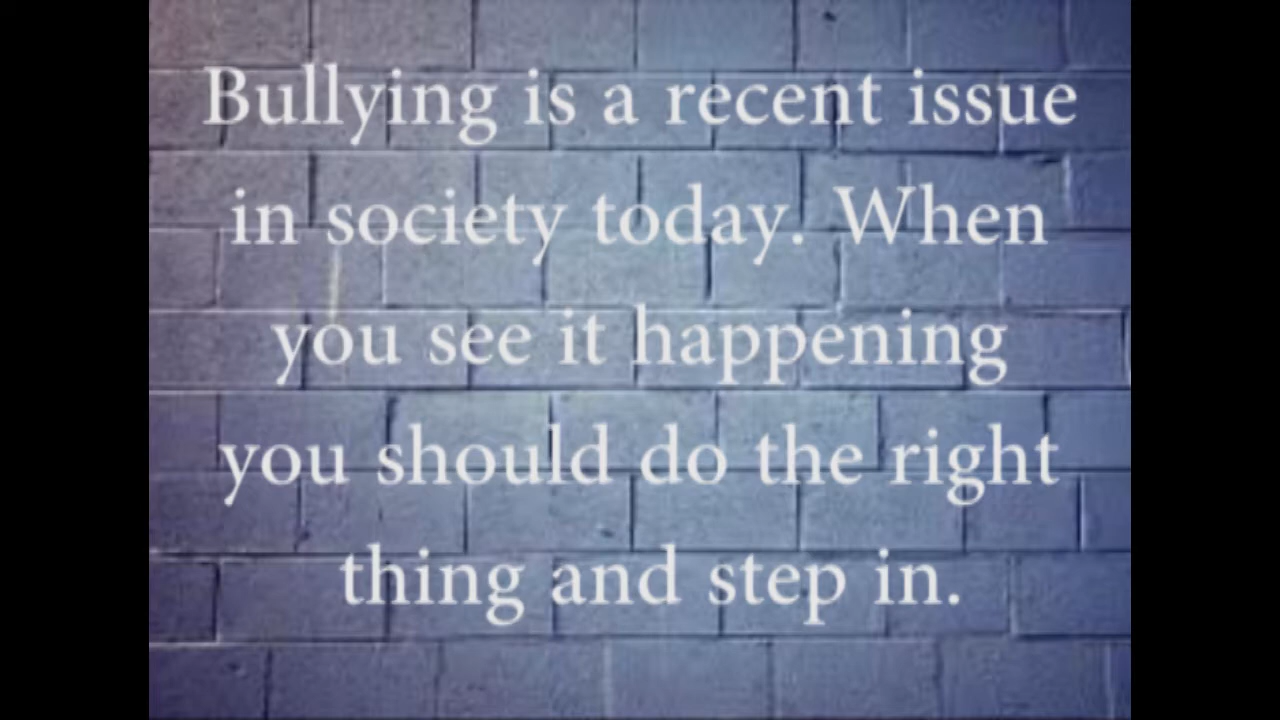 Bullying is a recent issue
in society today. When
you see it happening
you should do the right
thing and step in.